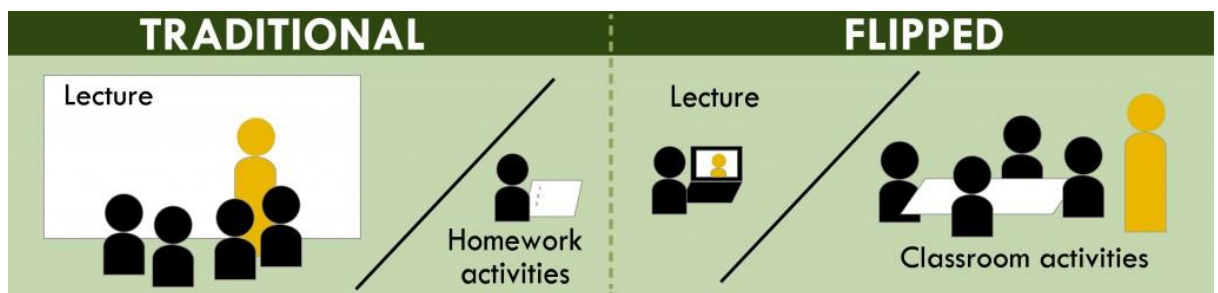 TRADITIONAL
Lecture
Homework
activities
FLIPPED
Lecture
Classroom activities